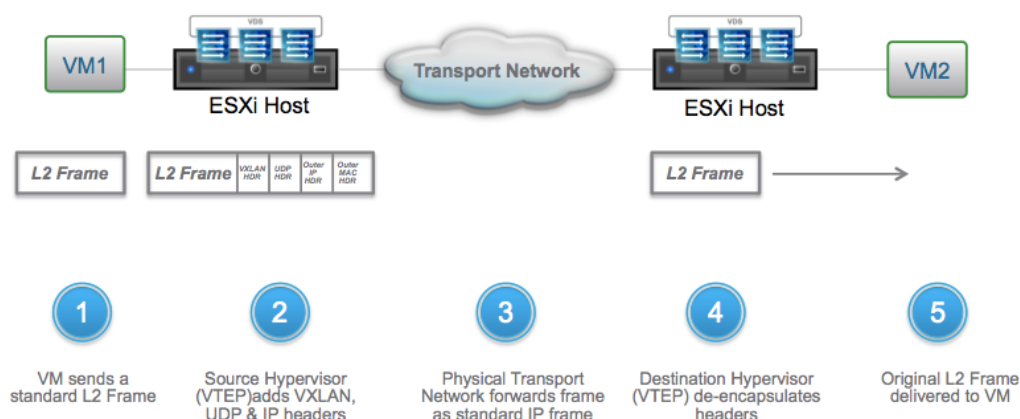 VDS
VDS
VM1
Transport Network
VM2
ESXi Host
ESXi Host
L2 Frame
L2 Frame
VXLAN
HDR
UDP
HDR
Outer
IP
HDR
Outer
MAC
HDR
L2 Frame
1
2
3
4
5
VM sends a
standard L2 Frame
Source Hypervisor
(VTEP)adds VXLAN,
UDP & IP headers
Physical Transport
Network forwards frame
as standard IP frame
Destination Hypervisor
(VTEP) de-encapsulates
headers
Original L2 Frame
delivered to VM